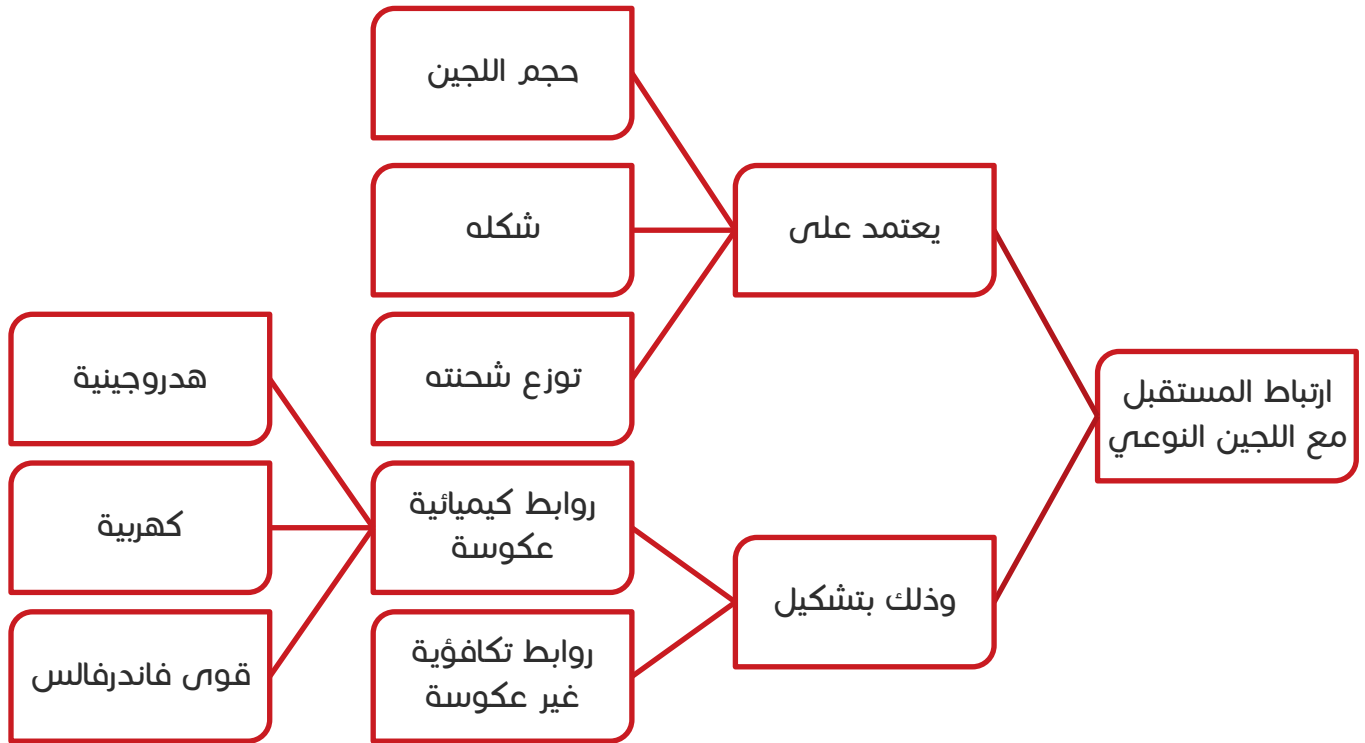 ارتباط المستقبل
مع اللجين النوعي
يعتمد على
حجم اللجين
شكله
توزع شحنته
وذلك بتشكيل
روابط كيميائية
عكوسة
هدروجينية
كهربية
قوى فاندرفالس
روابط تكافؤية
غير عكوسة